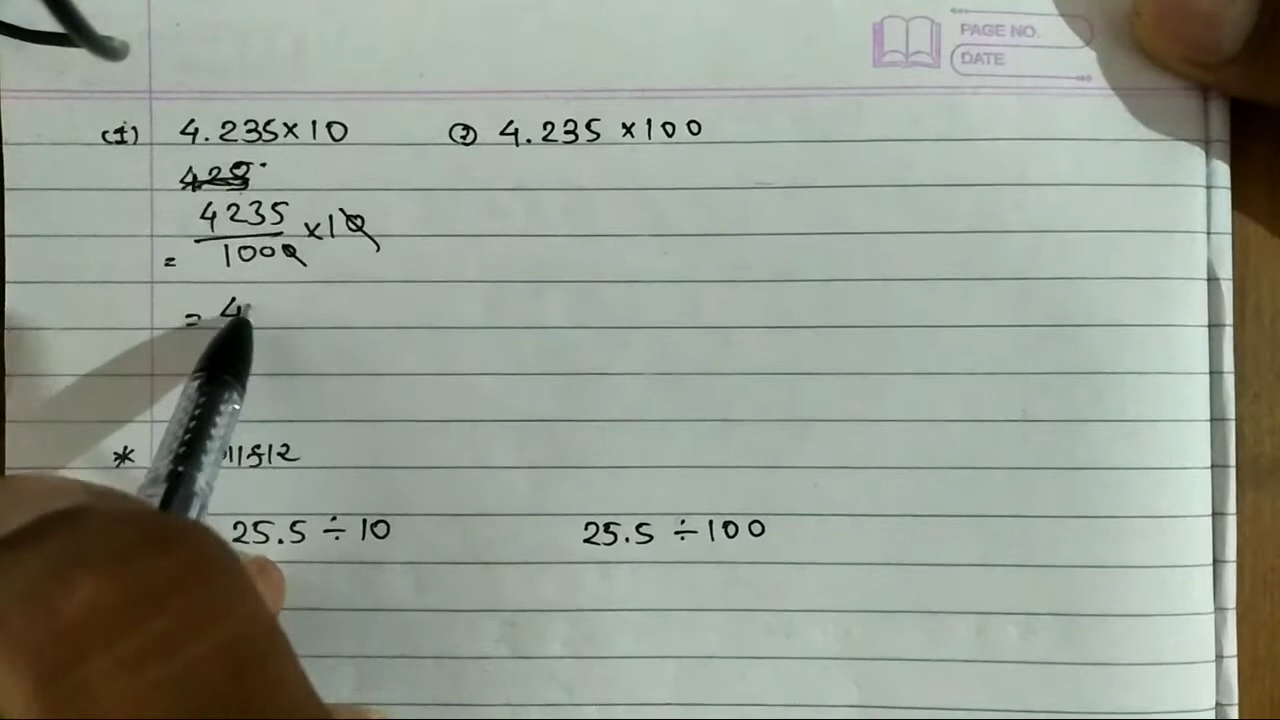 PAGE NO.
DATE
(1) 4.235×10 ② 4.235 ×100
4235
1000 ×10
=
= 4
*
25.5 ÷ 10 25.5 ÷ 100